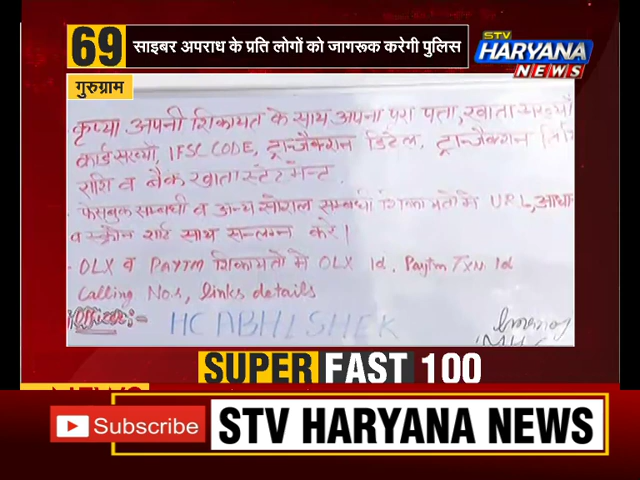 69
साइबर अपराध के प्रति लोगों को जागरूक करेगी पुलिस
STV
HARYANA
NEWS
गुरुग्राम
कृप्या अपनी शिकायत के साथ अपना पूरा पता, खाता संख्या
कार्ड संख्या, IFSC CODE, ट्रान्जैक्शन डिटेल, ट्रान्जैक्शन तिथि
राशि व बैंक खाता स्टेटमेन्ट.
फेसबुक सम्बन्धी व अन्य सोशल सम्बन्धी शिकायतो मे URL, आधार
व स्क्रीन शॉट साथ सन्लग्न करे।
OLX व PAYTM शिकायतो मे OLX Id, Paytm TXN Id
Calling Nos, links details
HC ABHISHEK
SUPER FAST 100
Subscribe
STV HARYANA NEWS